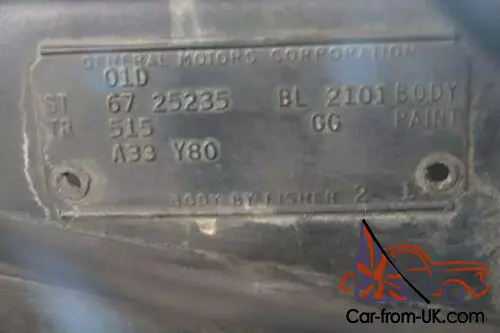 GENERAL MOTORS CORPORATION
01D
ST 67 25235 BL 2101 BODY
TR 515 GG PAINT
A33 Y80
BODY BY FISHER 2
Car-from-UK.com